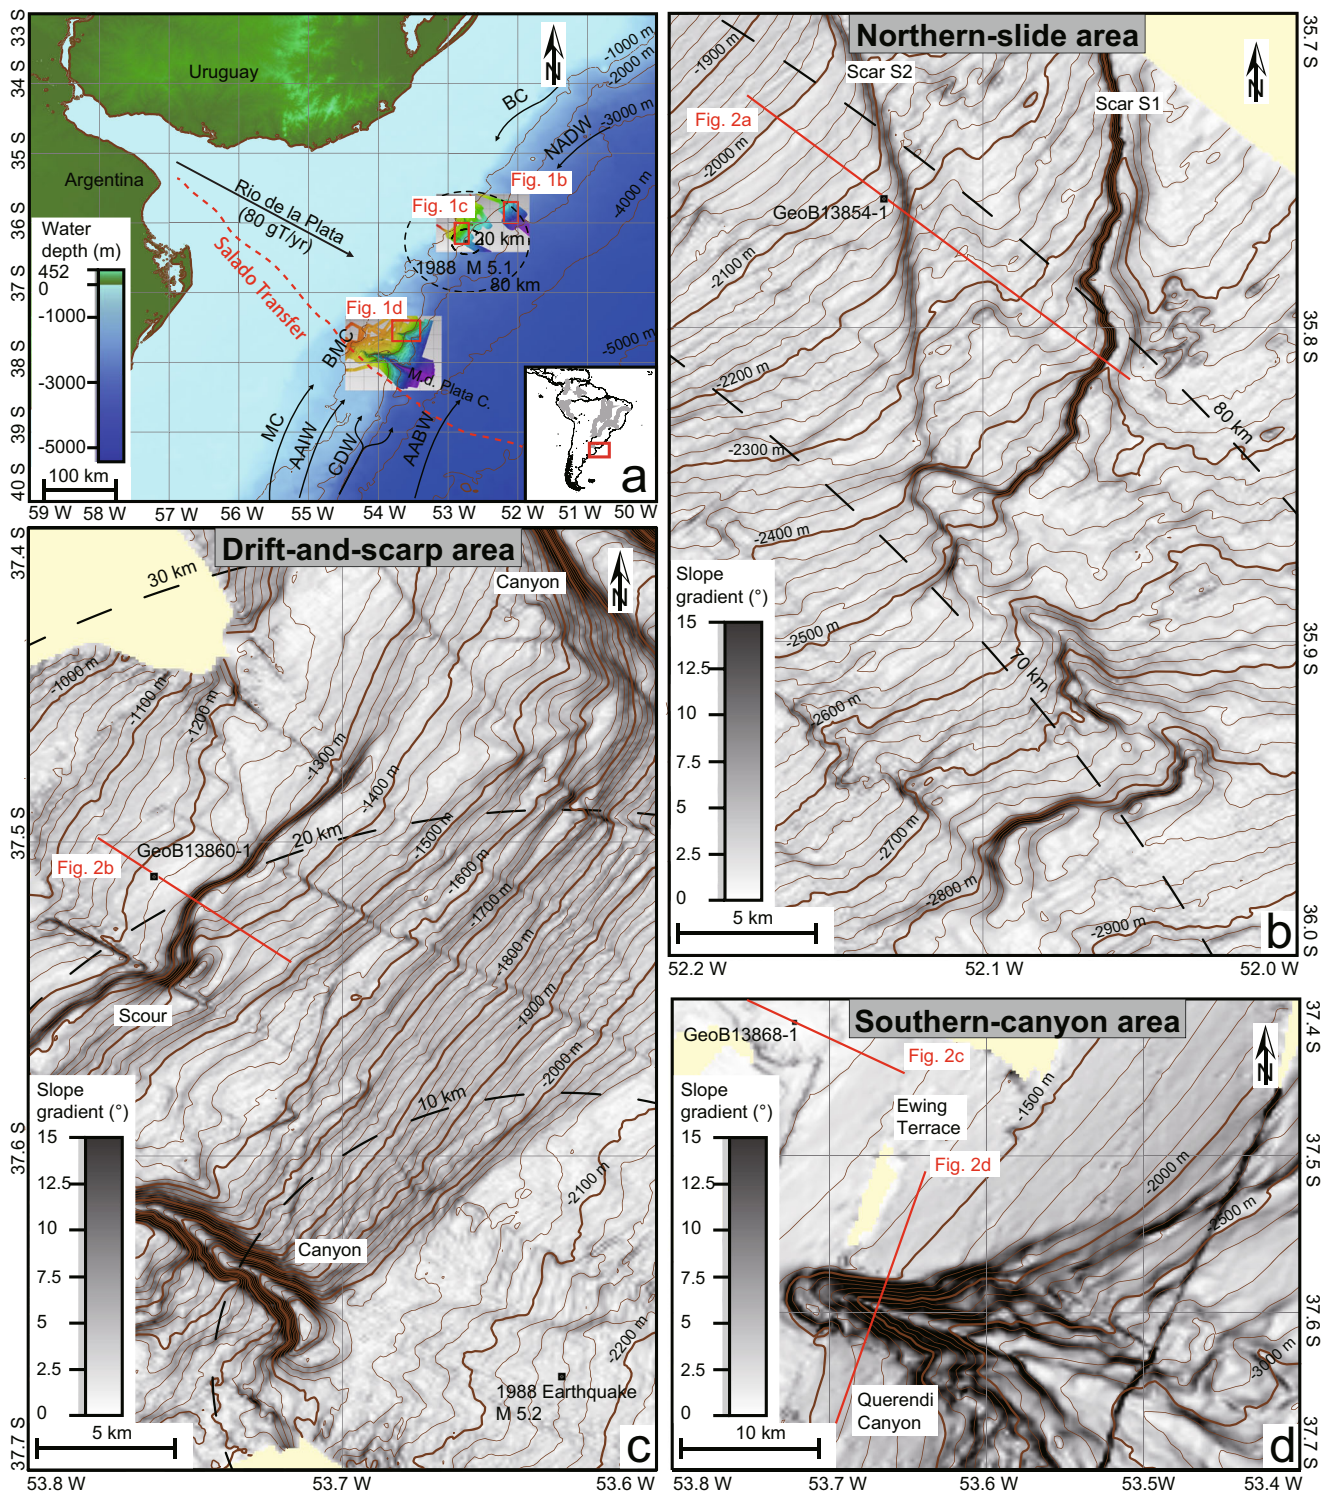 33 S
34 S
35 S
36 S
37 S
38 S
39 S
40 S
Uruguay
Argentina
N
BC
NADW
-1000 m
-2000 m
-3000 m
-4000 m
-5000 m
Rio de la Plata
(80 gT/yr)
Salado Transfer
Fig. 1b
Fig. 1c
20 km
1988 M 5.1
80 km
Fig. 1d
BMC
M.d. Plata C.
MC
AAIW
CDW
AABW
Water
depth (m)
452
0
-1000
-3000
-5000
100 km
a
59 W
58 W
57 W
56 W
55 W
54 W
53 W
52 W
51 W
50 W
Northern-slide area
N
Scar S2
Scar S1
Fig. 2a
GeoB13854-1
-1900 m
-2000 m
-2100 m
-2200 m
-2300 m
-2400 m
-2500 m
-2600 m
-2700 m
-2800 m
-2900 m
80 km
70 km
Slope
gradient (°)
15
12.5
10
7.5
5
2.5
0
5 km
b
35.7 S
35.8 S
35.9 S
36.0 S
52.2 W
52.1 W
52.0 W
Drift-and-scarp area
N
Canyon
30 km
-1000 m
-1100 m
-1200 m
-1300 m
-1400 m
-1500 m
-1600 m
-1700 m
-1800 m
-1900 m
-2000 m
-2100 m
-2200 m
20 km
10 km
GeoB13860-1
Fig. 2b
Scour
Canyon
1988 Earthquake
M 5.2
Slope
gradient (°)
15
12.5
10
7.5
5
2.5
0
5 km
c
37.4 S
37.5 S
37.6 S
37.7 S
53.8 W
53.7 W
53.6 W
Southern-canyon area
N
GeoB13868-1
Fig. 2c
Ewing
Terrace
Fig. 2d
-1500 m
-2000 m
-2500 m
-3000 m
Querendi
Canyon
Slope
gradient (°)
15
12.5
10
7.5
5
2.5
0
10 km
d
37.4 S
37.5 S
37.6 S
37.7 S
53.8 W
53.7 W
53.6 W
53.5W
53.4 W